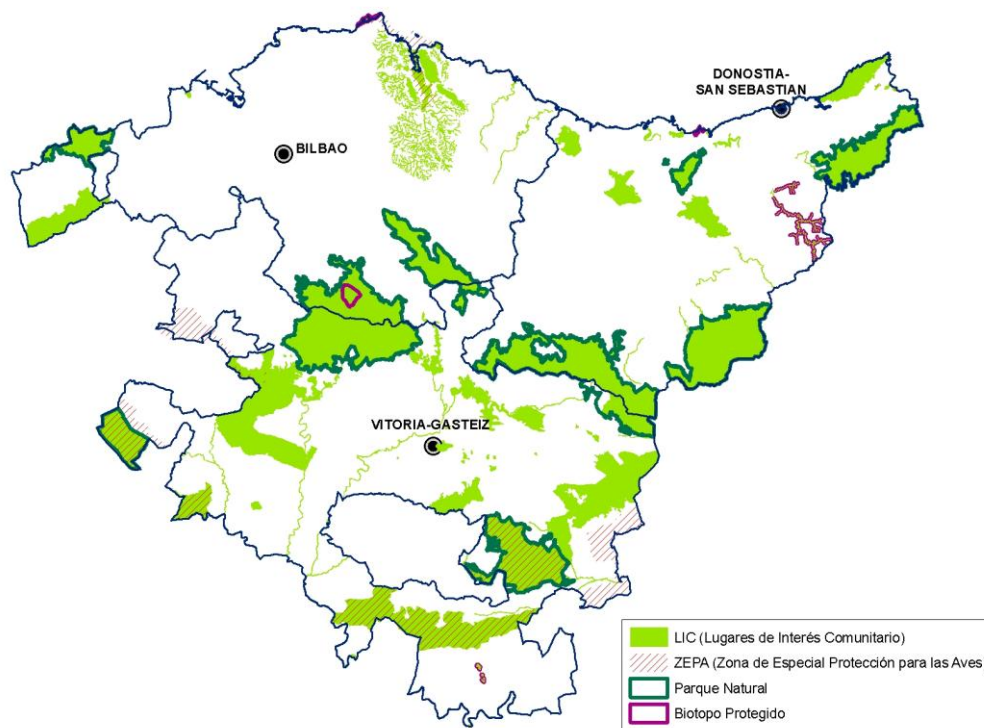 DONOSTIA-
SAN SEBASTIAN
BILBAO
VITORIA-GASTEIZ
LIC (Lugares de Interés Comunitario)
ZEPA (Zona de Especial Protección para las Aves
Parque Natural
Biotopo Protegido